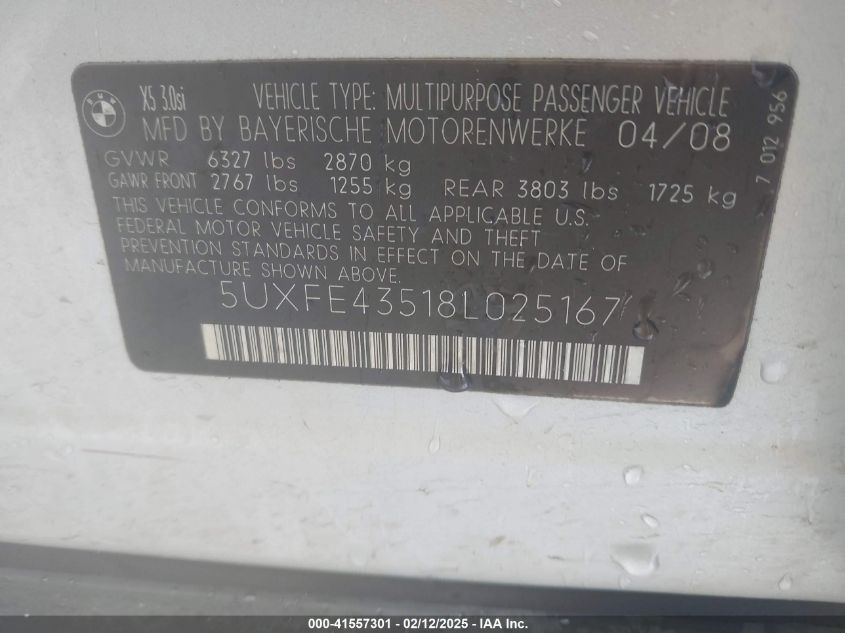 BMW
X5 3.0si VEHICLE TYPE: MULTIPURPOSE PASSENGER VEHICLE
MFD BY BAYERISCHE MOTORENWERKE 04/08
GVWR 6327 lbs 2870 kg
GAWR FRONT 2767 lbs 1255 kg REAR 3803 lbs 1725 kg
THIS VEHICLE CONFORMS TO ALL APPLICABLE U.S.
FEDERAL MOTOR VEHICLE SAFETY AND THEFT
PREVENTION STANDARDS IN EFFECT ON THE DATE OF
MANUFACTURE SHOWN ABOVE.
5UXFE43518L025167
7 012 956
000-41557301 - 02/12/2025 - IAA Inc.